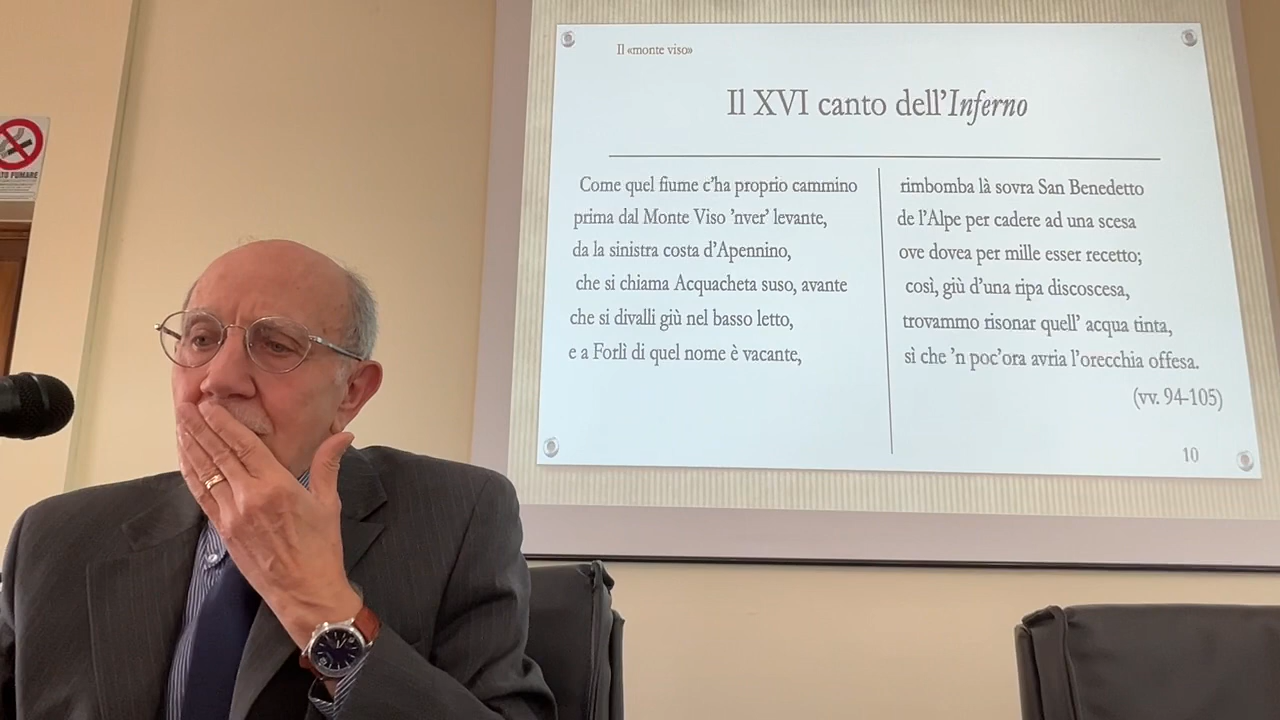 Il «monte viso»
Il XVI canto dell'Inferno
Come quel fiume c'ha proprio cammino
prima dal Monte Viso 'nver' levante,
da la sinistra costa d'Apennino,
che si chiama Acquacheta suso, avante
che si divalli giù nel basso letto,
e a Forlì di quel nome è vacante,
rimbomba là sovra San Benedetto
de l'Alpe per cadere ad una scesa
ove dovea per mille esser recetto;
così, giù d'una ripa discoscesa,
trovammo risonar quell' acqua tinta,
sì che 'n poc'ora avria l'orecchia offesa.
(vv. 94-105)
10
FUMARE